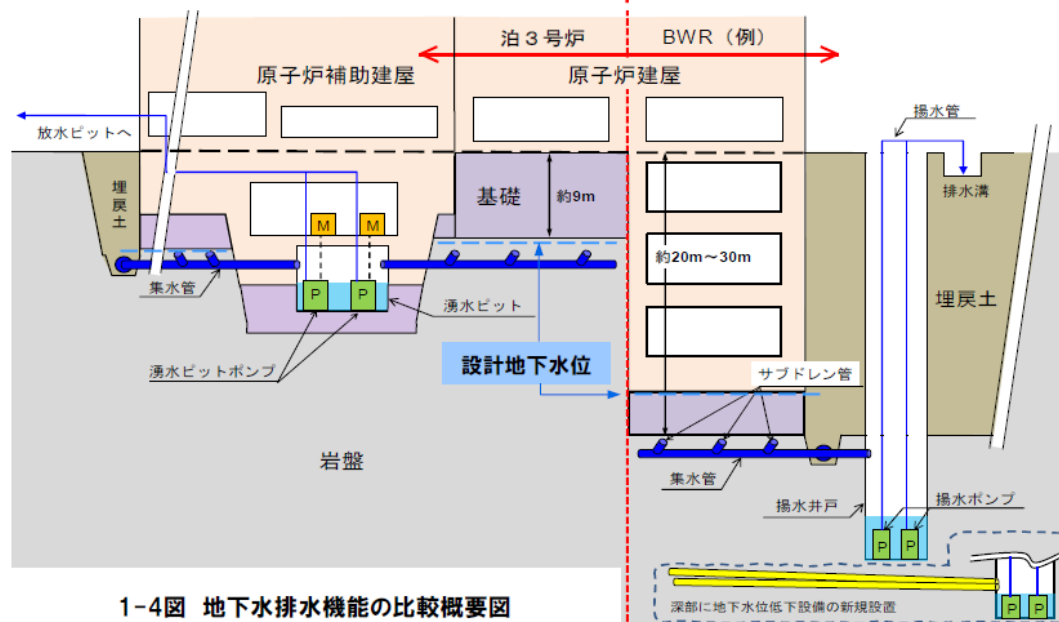 泊３号炉
BWR（例）
原子炉補助建屋
原子炉建屋
揚水管
放水ピットへ
排水溝
埋戻土
基礎
約9m
M
M
約20m～30m
集水管
P
P
湧水ピット
埋戻土
湧水ピットポンプ
設計地下水位
サブドレン管
岩盤
集水管
揚水井戸
揚水ポンプ
P
P
深部に地下水位低下設備の新規設置
P
P
1-4図 地下水排水機能の比較概要図